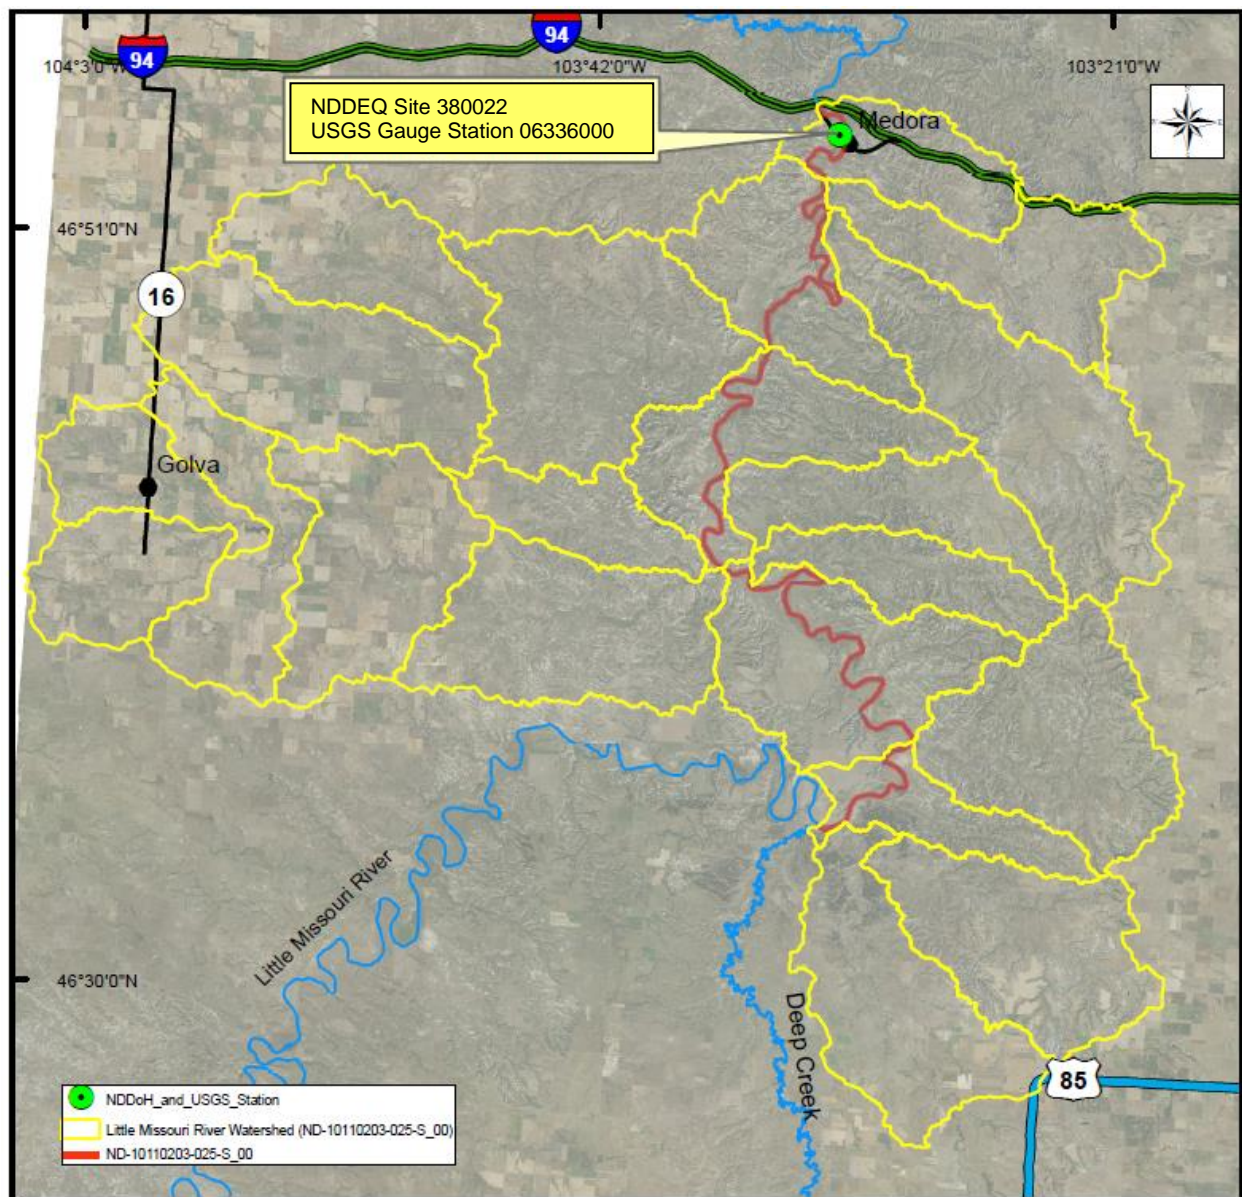 94
94
104°3'0"W
103°42'0"W
103°21'0"W
NDDEQ Site 380022
USGS Gauge Station 06336000
Medora
46°51'0"N
16
Golva
Little Missouri River
46°30'0"N
Deep Creek
85
NDDoH_and_USGS_Station
Little Missouri River Watershed (ND-10110203-025-S_00)
ND-10110203-025-S_00